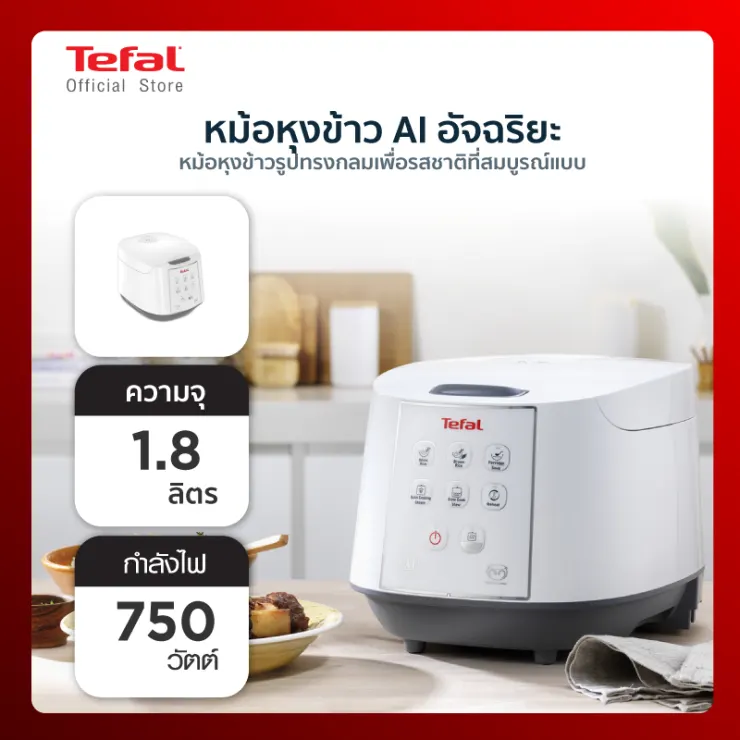 Tefal
Official Store
หม้อหุงข้าว AI อัจฉริยะ
หม้อหุงข้าวรูปทรงกลมเพื่อรสชาติที่สมบูรณ์แบบ
Tefal
ความจุ
1.8
ลิตร
กำลังไฟ
750
วัตต์
Tefal